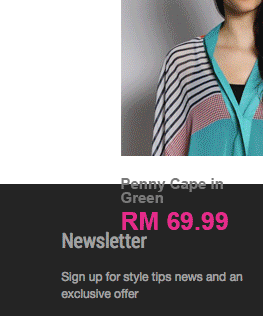 Penny Cape in
Green
RM 69.99
Newsletter
Sign up for style tips news and an
exclusive offer